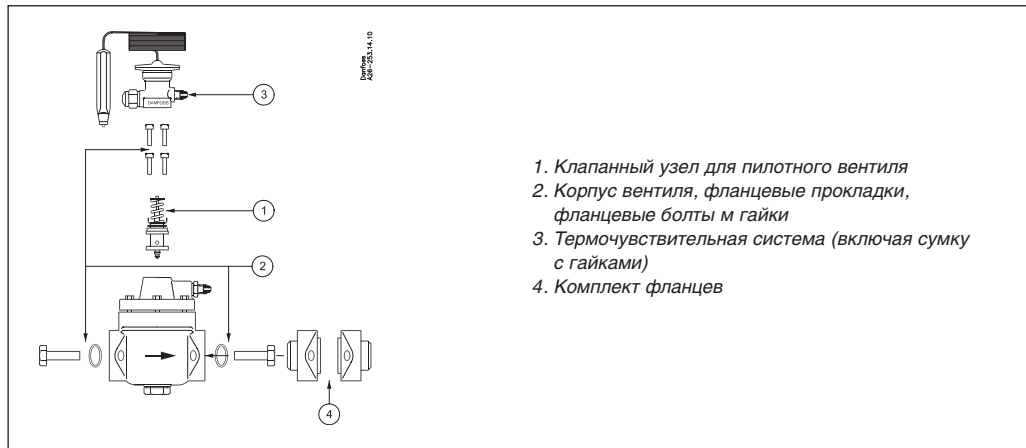 Danfoss
A26-253.14.10
DANFOSS
3
1
2
4
1. Клапанный узел для пилотного вентиля
2. Корпус вентиля, фланцевые прокладки,
фланцевые болты м гайки
3. Термочувствительная система (включая сумку
с гайками)
4. Комплект фланцев